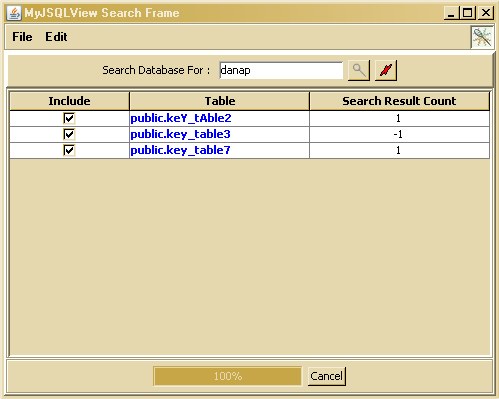 MyJSQLView Search Frame
File Edit
Search Database For : danap
Include Table Search Result Count
public.keY_tAble2 1
public.key_table3 -1
public.key_table7 1
100% Cancel